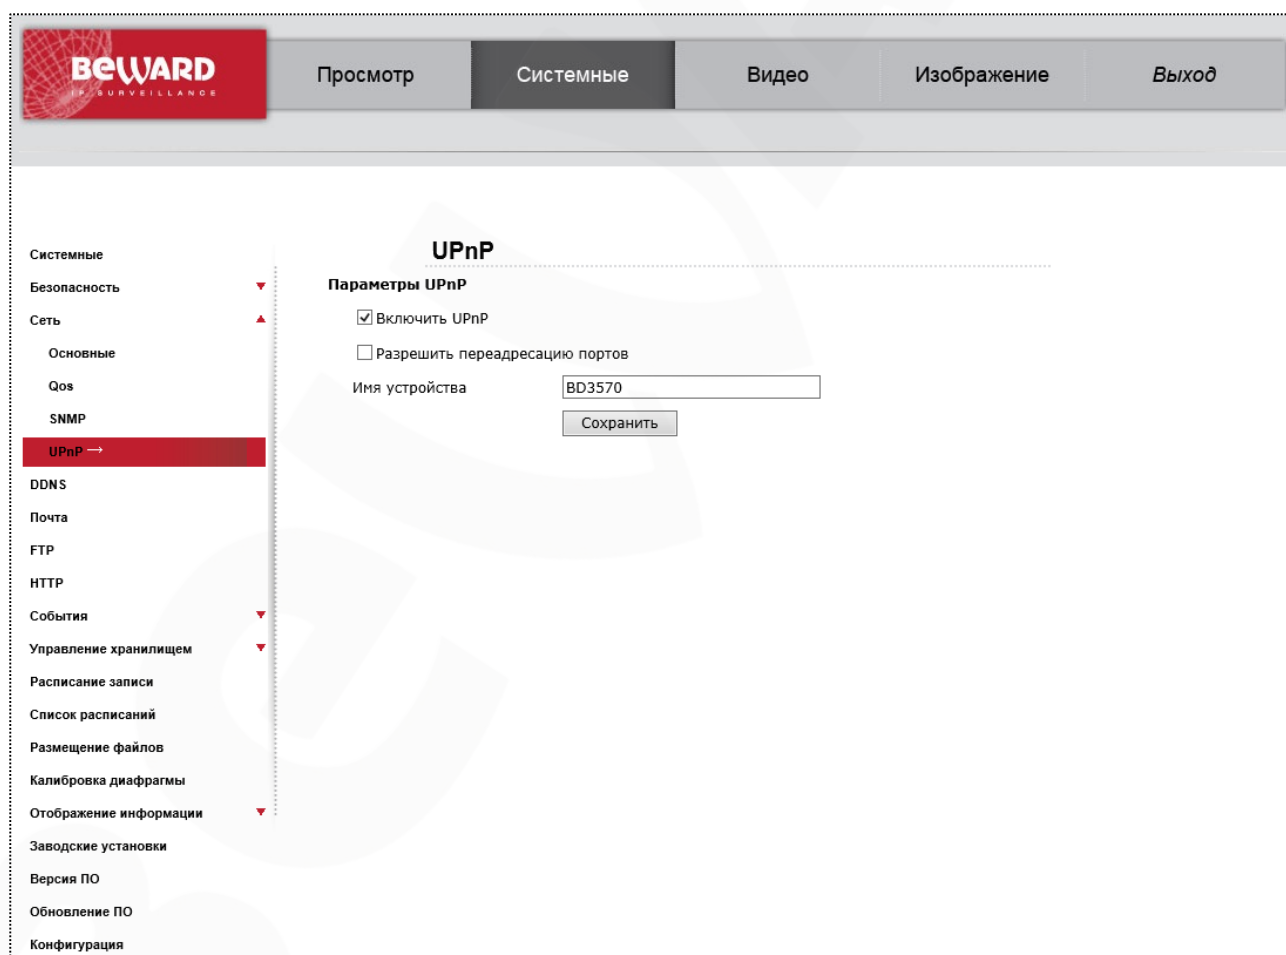 BEWARD
IP SURVEILLANCE
Просмотр
Системные
Видео
Изображение
Выход
Системные
Безопасность
Сеть
Основные
Qos
SNMP
UPnP →
DDNS
Почта
FTP
HTTP
События
Управление хранилищем
Расписание записи
Список расписаний
Размещение файлов
Калибровка диафрагмы
Отображение информации
Заводские установки
Версия ПО
Обновление ПО
Конфигурация
UPnP
Параметры UPnP
Включить UPnP
Разрешить переадресацию портов
Имя устройства BD3570
Сохранить